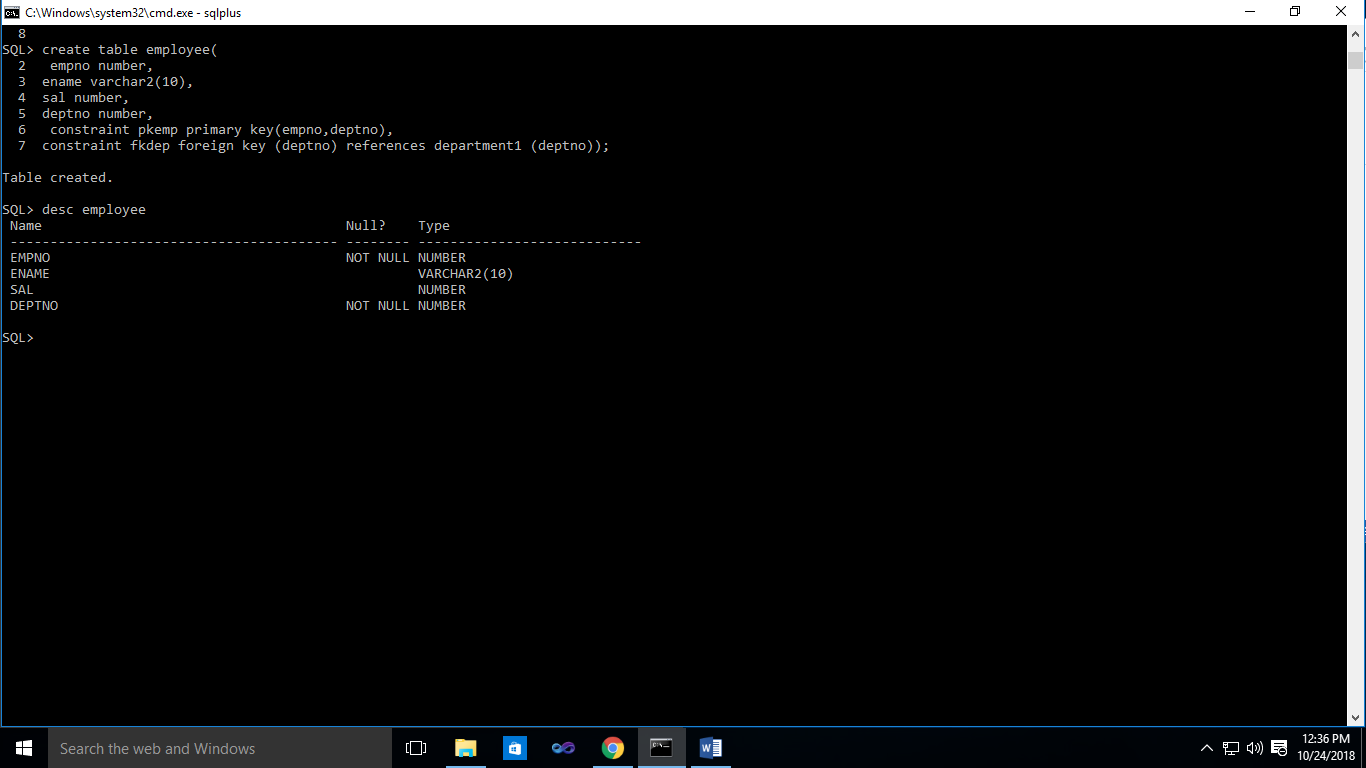 C:\Windows\system32\cmd.exe - sqlplus
  8
SQL> create table employee(
  2   empno number,
  3  ename varchar2(10),
  4  sal number,
  5  deptno number,
  6   constraint pkemp primary key(empno,deptno),
  7  constraint fkdep foreign key (deptno) references department1 (deptno));
Table created.
SQL> desc employee
 Name                                      Null?    Type
 ----------------------------------------- -------- ----------------------------
 EMPNO                                     NOT NULL NUMBER
 ENAME                                              VARCHAR2(10)
 SAL                                                NUMBER
 DEPTNO                                    NOT NULL NUMBER
SQL>
Search the web and Windows
12:36 PM
10/24/2018